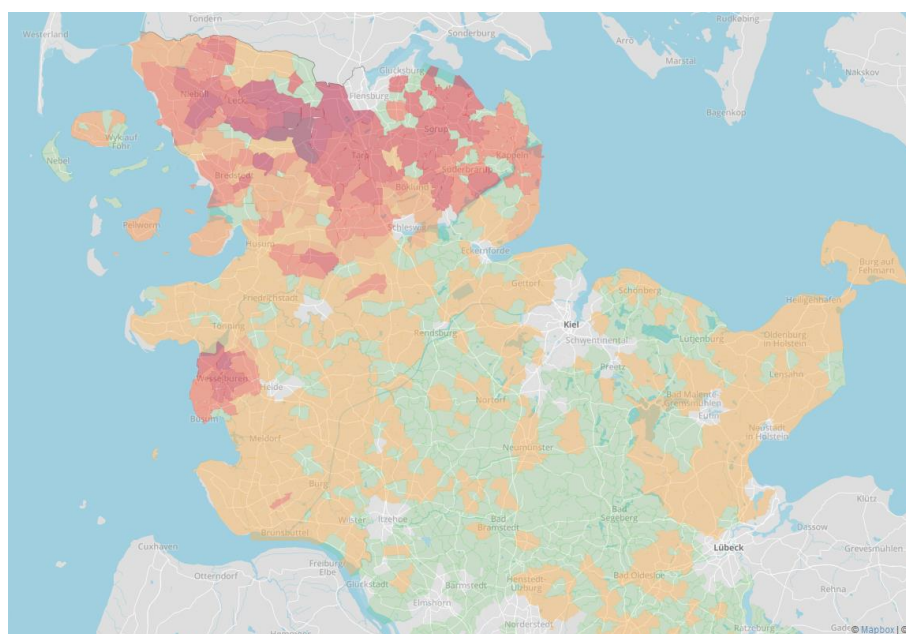 Tondern
Westerland
Sonderburg
Rudkøbing
Arrö
Marstal
Nakskov
Glücksburg
Flensburg
Bagenkop
Niebüll
Leck
Wyk auf
Föhr
Nebel
Sörup
Tarp
Kappeln
Süderbrarup
Bredstedt
Böklund
Pellworm
Schleswig
Husum
Eckernförde
Burg auf
Fehmarn
Gettorf
Friedrichstadt
Schönberg
Heiligenhafen
Tönning
Rendsburg
Kiel
Schwentinental
Lütjenburg
Oldenburg
in Holstein
Wesselburen
Heide
Preetz
Lensahn
Nortorf
Bad Malente-
Gremsmühlen
Eutin
Büsum
Meldorf
Neumünster
Neustadt
in Holstein
Burg
Wilster
Itzehoe
Bad
Bramstedt
Bad
Segeberg
Klütz
Brunsbüttel
Cuxhaven
Lübeck
Dassow
Grevesmühlen
Otterndorf
Freiburg/
Elbe
Glückstadt
Barmstedt
Henstedt-
Ulzburg
Bad Oldesloe
Rehna
Elmshorn
Norderstedt
Ratzeburg
© Mapbox | ©